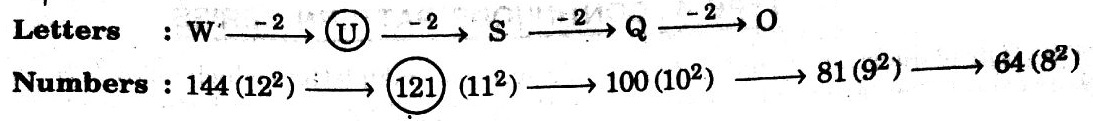 Letters : W —–2→ U —–2→ S —–2→ Q —–2→ O
Numbers : 144 (12²) → 121 (11²) → 100 (10²) → 81 (9²) → 64 (8²)